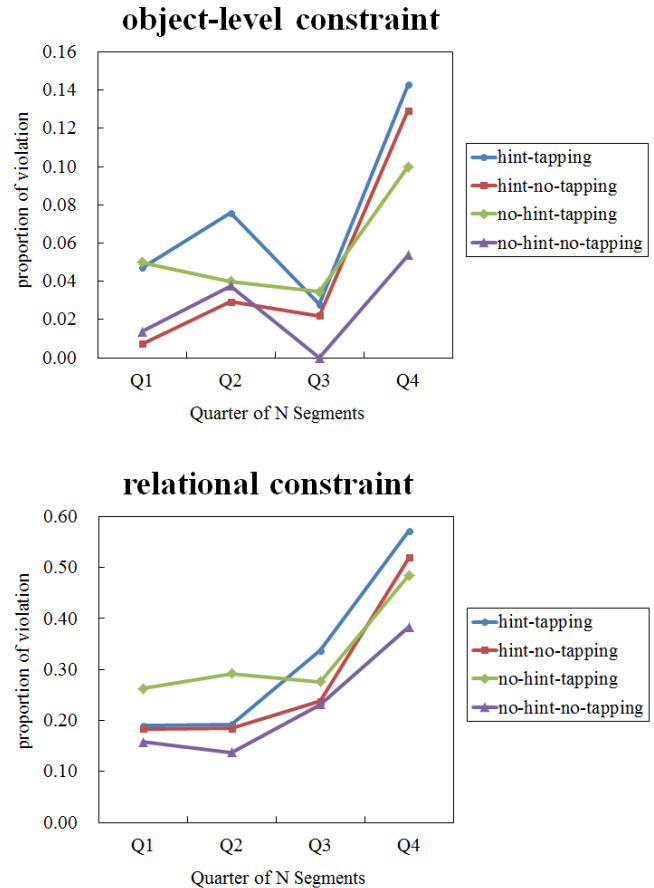 object-level constraint
0.16
0.14
0.12
0.10
0.08
0.06
0.04
0.02
0.00
proportion of violation
Q1 Q2 Q3 Q4
Quarter of N Segments
hint-tapping
hint-no-tapping
no-hint-tapping
no-hint-no-tapping
relational constraint
0.60
0.50
0.40
0.30
0.20
0.10
0.00
proportion of violation
Q1 Q2 Q3 Q4
Quarter of N Segments
hint-tapping
hint-no-tapping
no-hint-tapping
no-hint-no-tapping